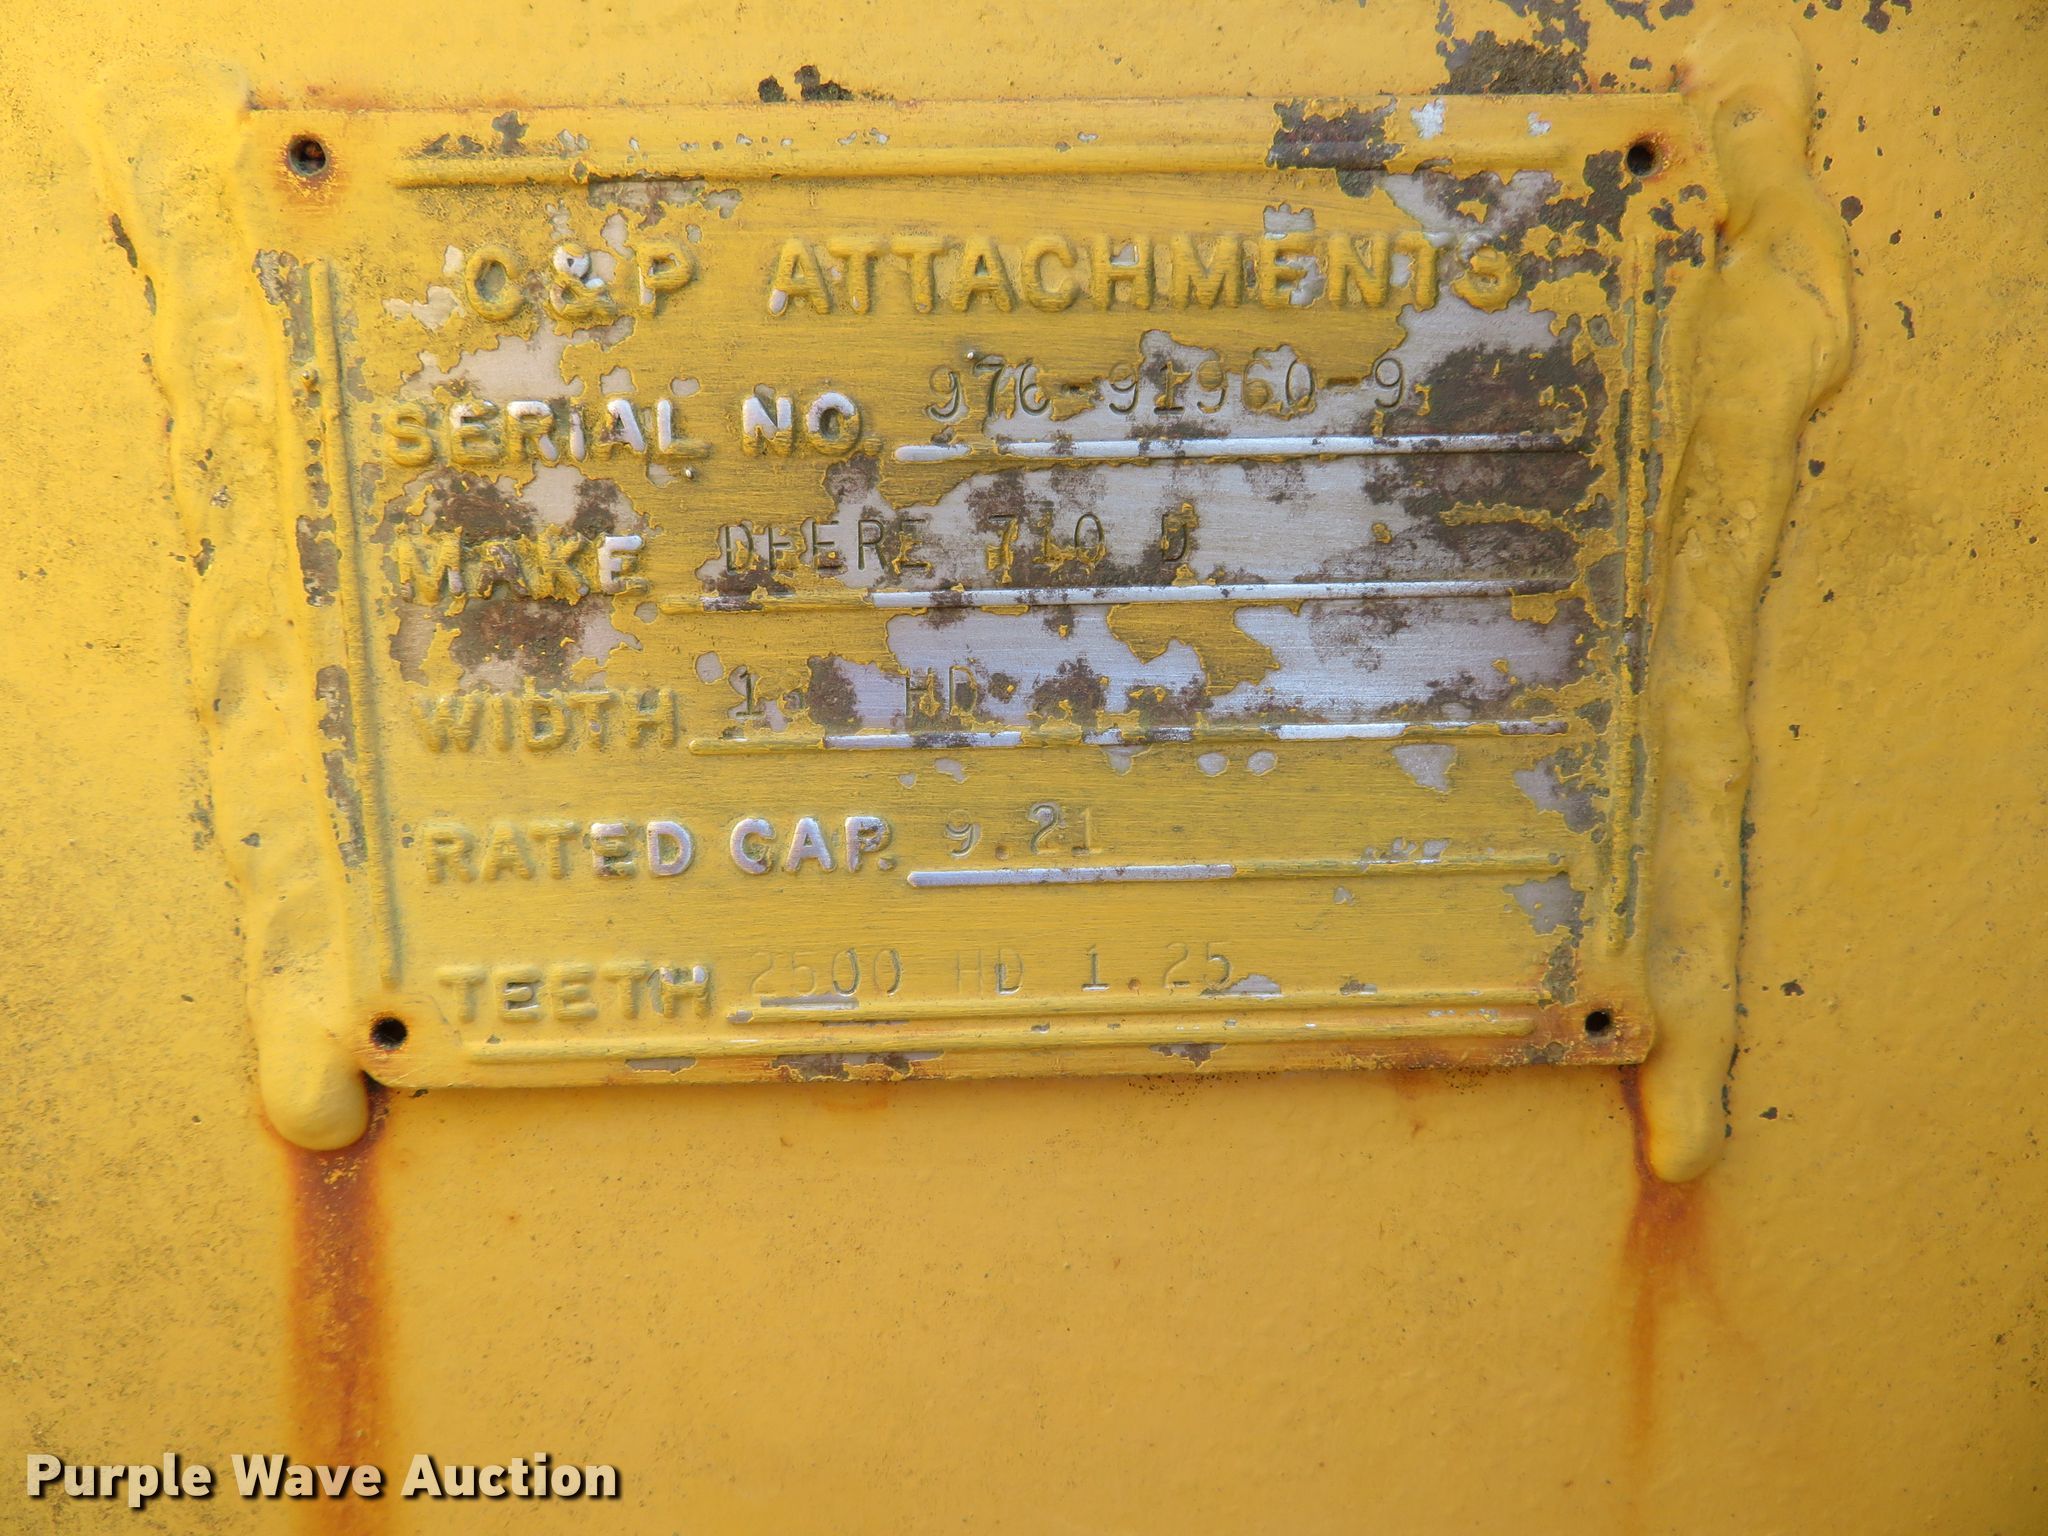 C&P ATTACHMENTS
SERIAL NO. 976-91960-9
MAKE DEERE 710 D
WIDTH HD
RATED CAP. 9.21
TEETH 2500 HD 1.25
Purple Wave Auction